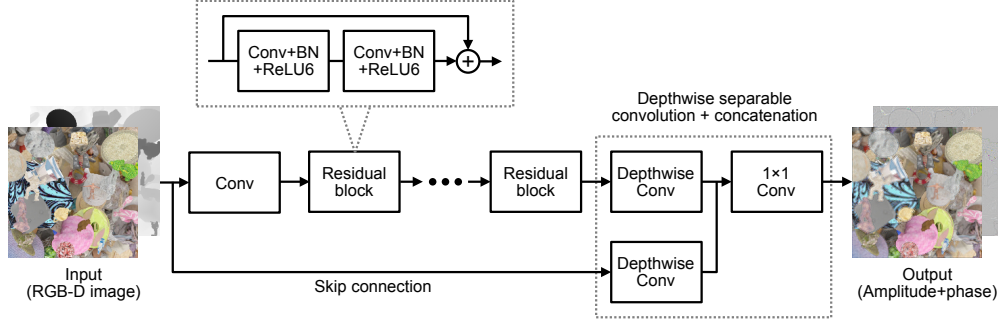 Conv+BN
+ReLU6
Conv+BN
+ReLU6
+
Depthwise separable
convolution + concatenation
Conv
Residual
block
Residual
block
Depthwise
Conv
1×1
Conv
Depthwise
Conv
Input
(RGB-D image)
Skip connection
Output
(Amplitude+phase)